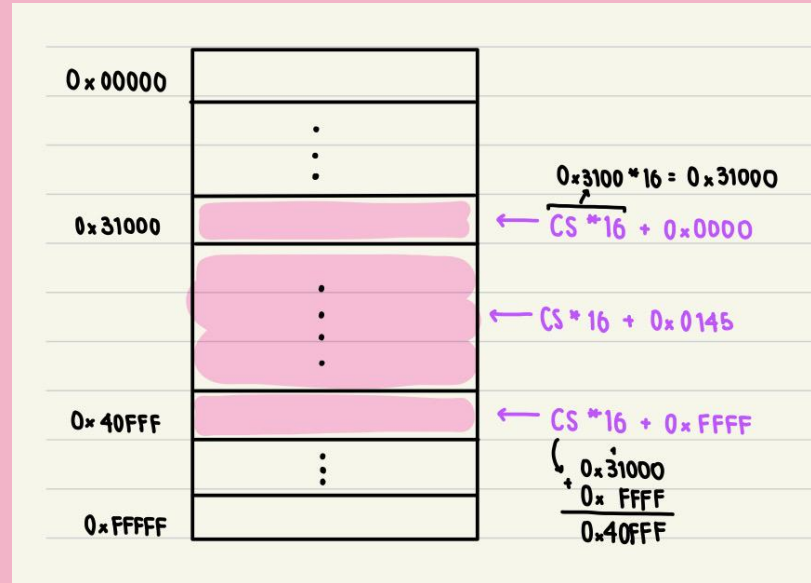 0x00000
0x3100 * 16 = 0x31000
0x31000
← CS * 16 + 0x0000
← CS * 16 + 0x0145
0x40FFF
← CS * 16 + 0xFFFF
0x31000
+ 0x FFFF
0x40FFF
0xFFFFF